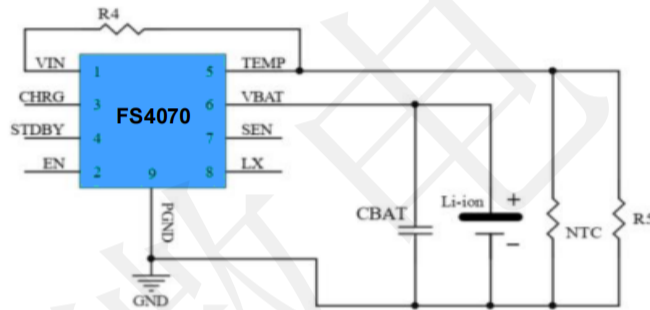 R4
VIN 1 5 TEMP
CHRG 3 6 VBAT
FS4070
STDBY 4 7 SEN
EN 2 9 8 LX
PGND
GND
CBAT
Li-ion
+
−
NTC
R5